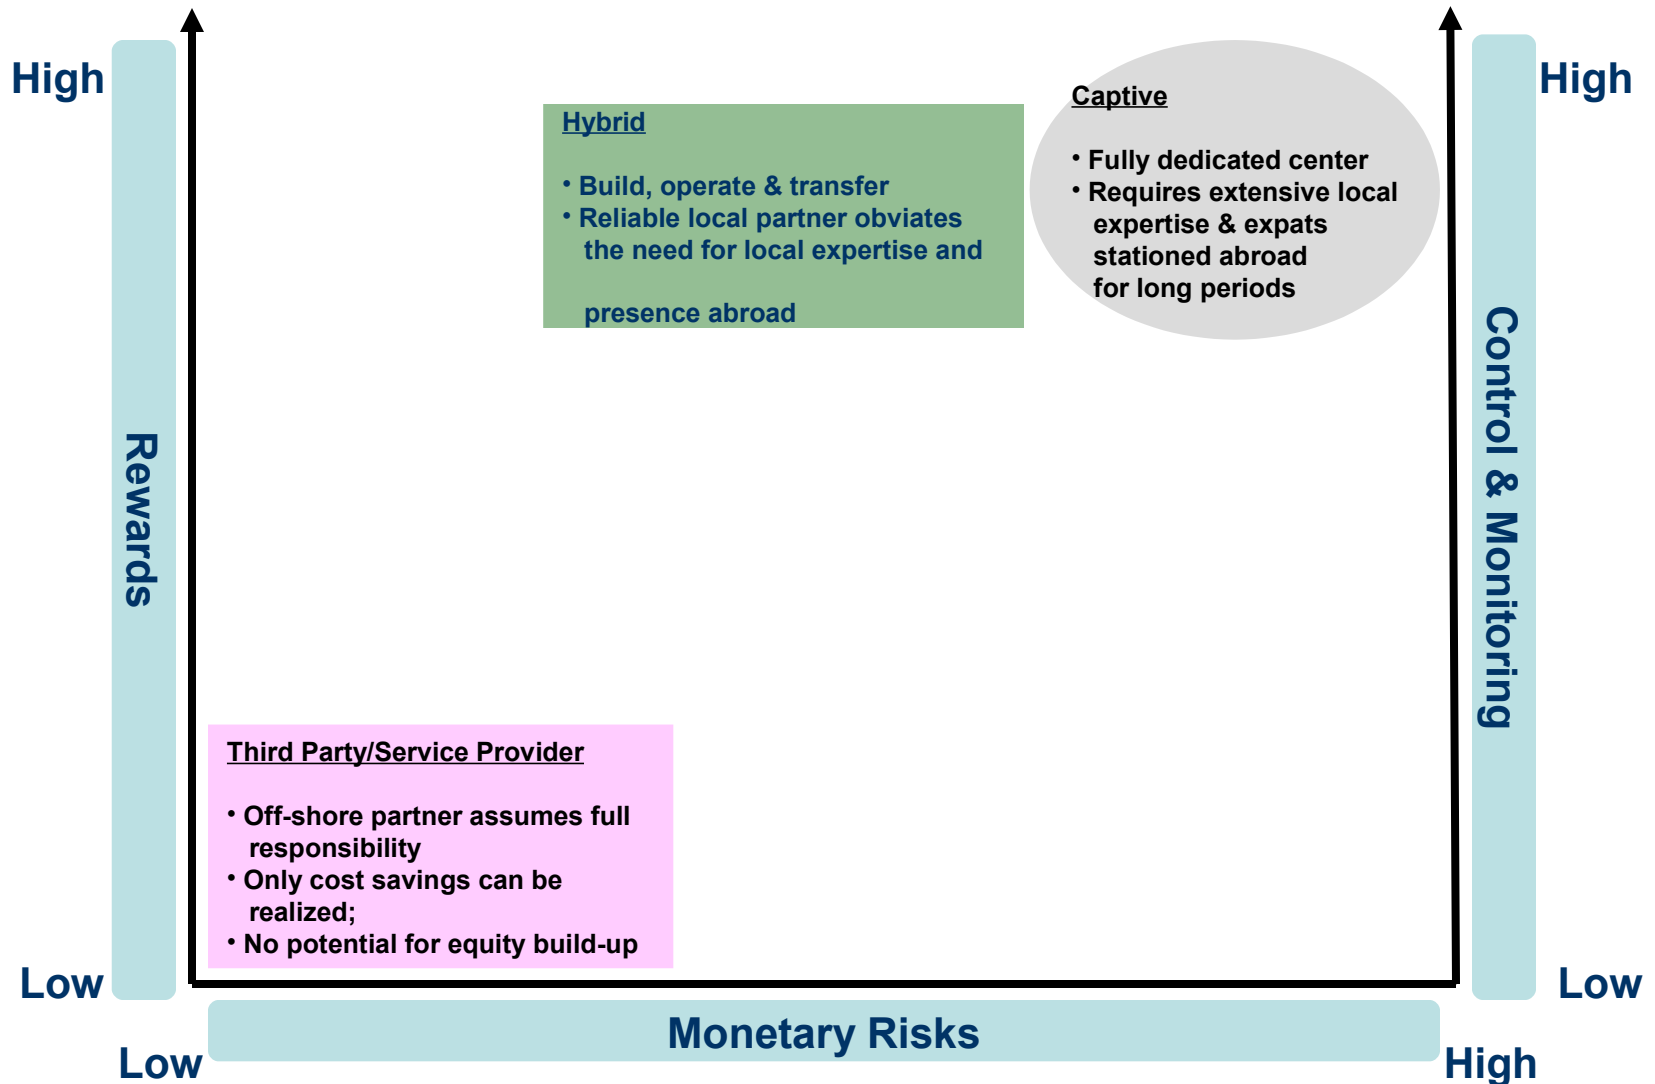 High
High
Captive
• Fully dedicated center
• Requires extensive local
expertise & expats
stationed abroad
for long periods
Hybrid
• Build, operate & transfer
• Reliable local partner obviates
the need for local expertise and
presence abroad
Rewards
Control & Monitoring
Third Party/Service Provider
• Off-shore partner assumes full
responsibility
• Only cost savings can be
realized;
• No potential for equity build-up
Low
Low
Monetary Risks
Low
High